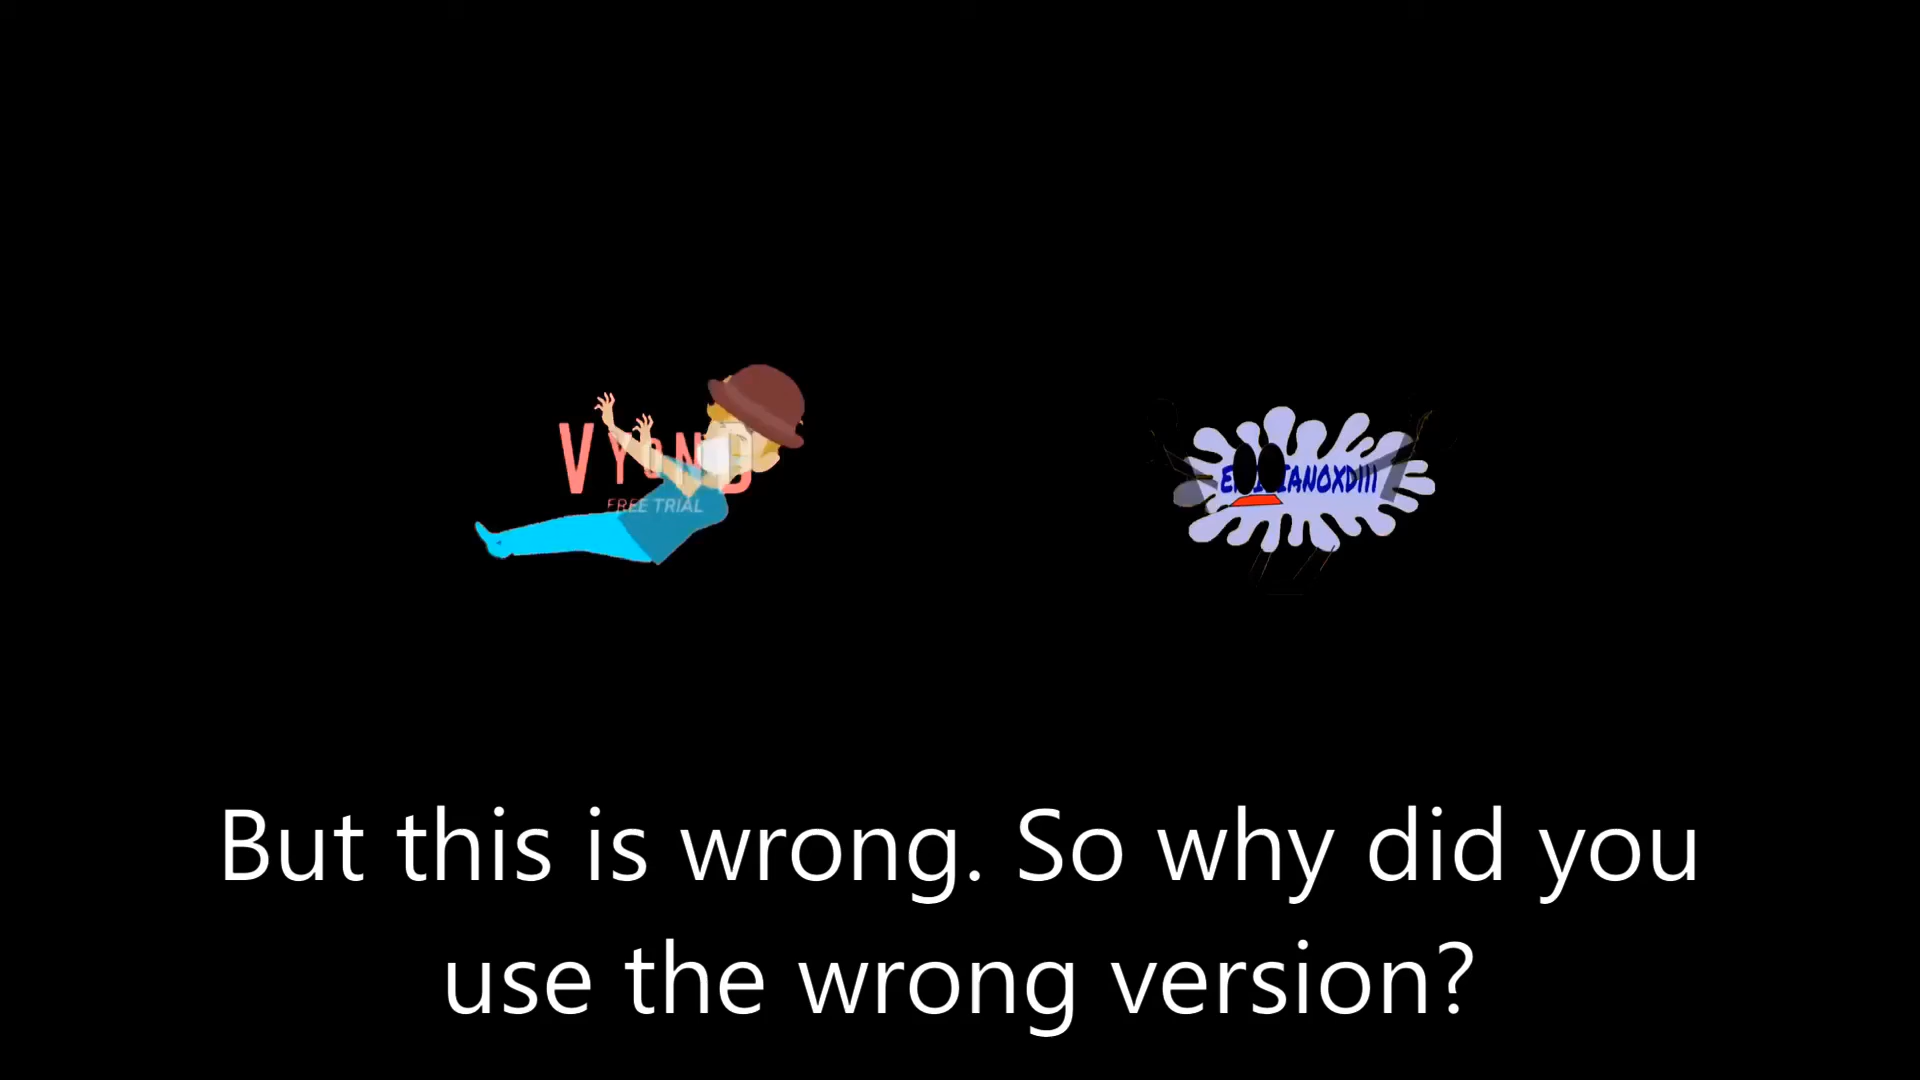 VYOND
FREE TRIAL
But this is wrong. So why did you
use the wrong version?